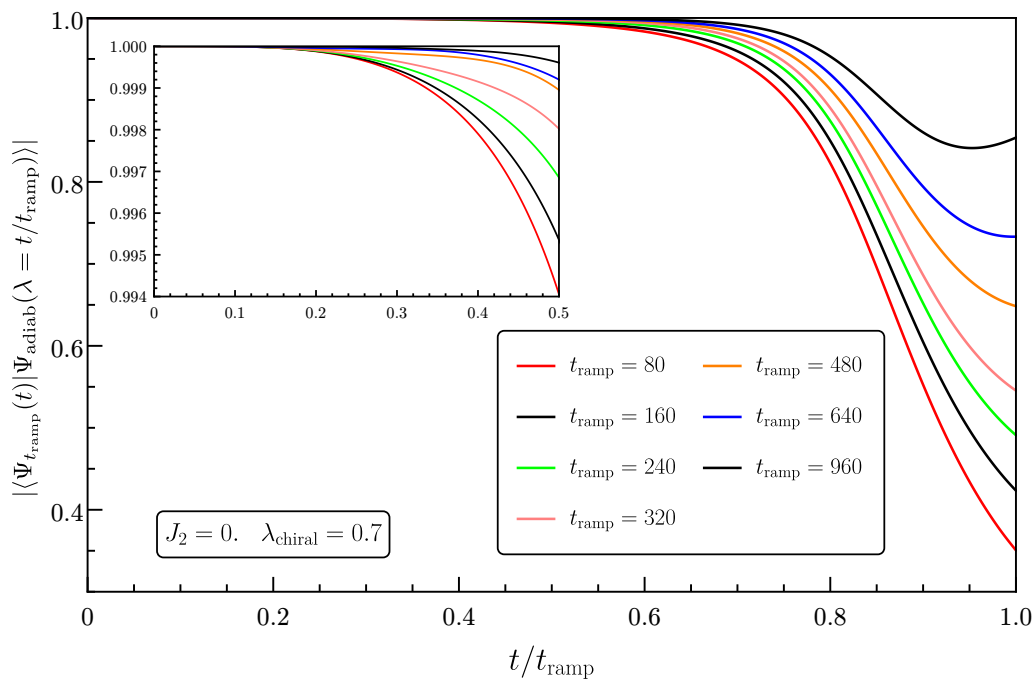 1.0
0.8
0.6
0.4
|⟨Ψ_{t_ramp}(t)|Ψ_adiab(λ = t/t_ramp)⟩|
1.000
0.999
0.998
0.997
0.996
0.995
0.994
0 0.1 0.2 0.3 0.4 0.5
t_ramp = 80
t_ramp = 160
t_ramp = 240
t_ramp = 320
t_ramp = 480
t_ramp = 640
t_ramp = 960
J_2 = 0. λ_chiral = 0.7
0 0.2 0.4 0.6 0.8 1.0
t/t_ramp